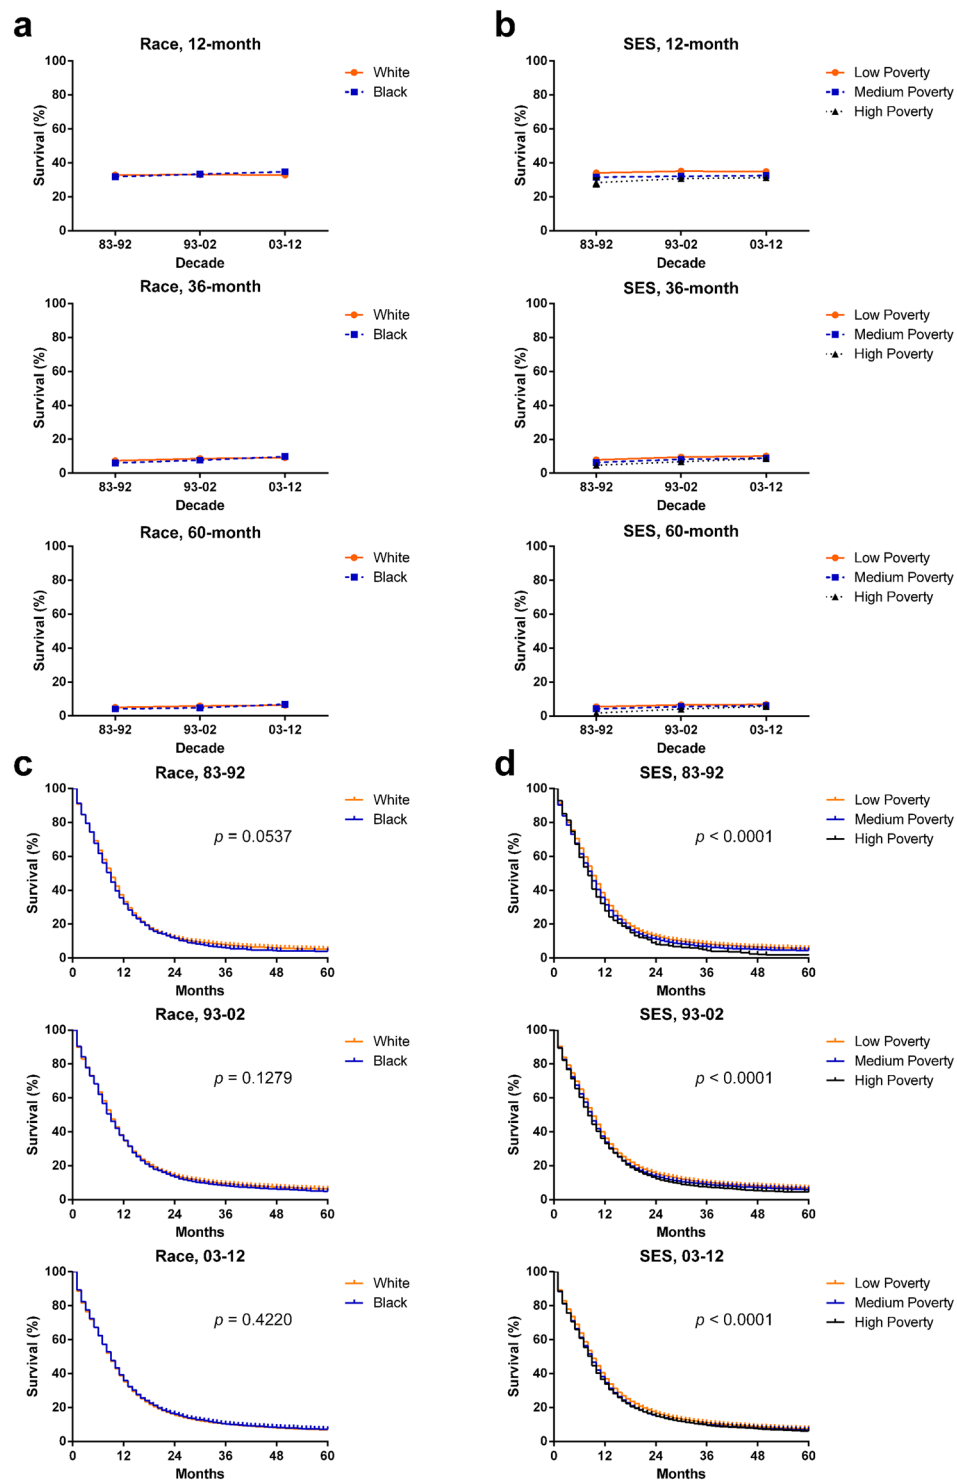 a
Race, 12-month
Survival (%)
100
80
60
40
20
0
83-92
93-02
03-12
Decade
White
Black
Race, 36-month
Survival (%)
100
80
60
40
20
0
83-92
93-02
03-12
Decade
White
Black
Race, 60-month
Survival (%)
100
80
60
40
20
0
83-92
93-02
03-12
Decade
White
Black
b
SES, 12-month
Survival (%)
100
80
60
40
20
0
83-92
93-02
03-12
Decade
Low Poverty
Medium Poverty
High Poverty
SES, 36-month
Survival (%)
100
80
60
40
20
0
83-92
93-02
03-12
Decade
Low Poverty
Medium Poverty
High Poverty
SES, 60-month
Survival (%)
100
80
60
40
20
0
83-92
93-02
03-12
Decade
Low Poverty
Medium Poverty
High Poverty
c
Race, 83-92
Survival (%)
100
80
60
40
20
0
0
12
24
36
48
60
Months
p = 0.0537
White
Black
Race, 93-02
Survival (%)
100
80
60
40
20
0
0
12
24
36
48
60
Months
p = 0.1279
White
Black
Race, 03-12
Survival (%)
100
80
60
40
20
0
0
12
24
36
48
60
Months
p = 0.4220
White
Black
d
SES, 83-92
Survival (%)
100
80
60
40
20
0
0
12
24
36
48
60
Months
p < 0.0001
Low Poverty
Medium Poverty
High Poverty
SES, 93-02
Survival (%)
100
80
60
40
20
0
0
12
24
36
48
60
Months
p < 0.0001
Low Poverty
Medium Poverty
High Poverty
SES, 03-12
Survival (%)
100
80
60
40
20
0
0
12
24
36
48
60
Months
p < 0.0001
Low Poverty
Medium Poverty
High Poverty